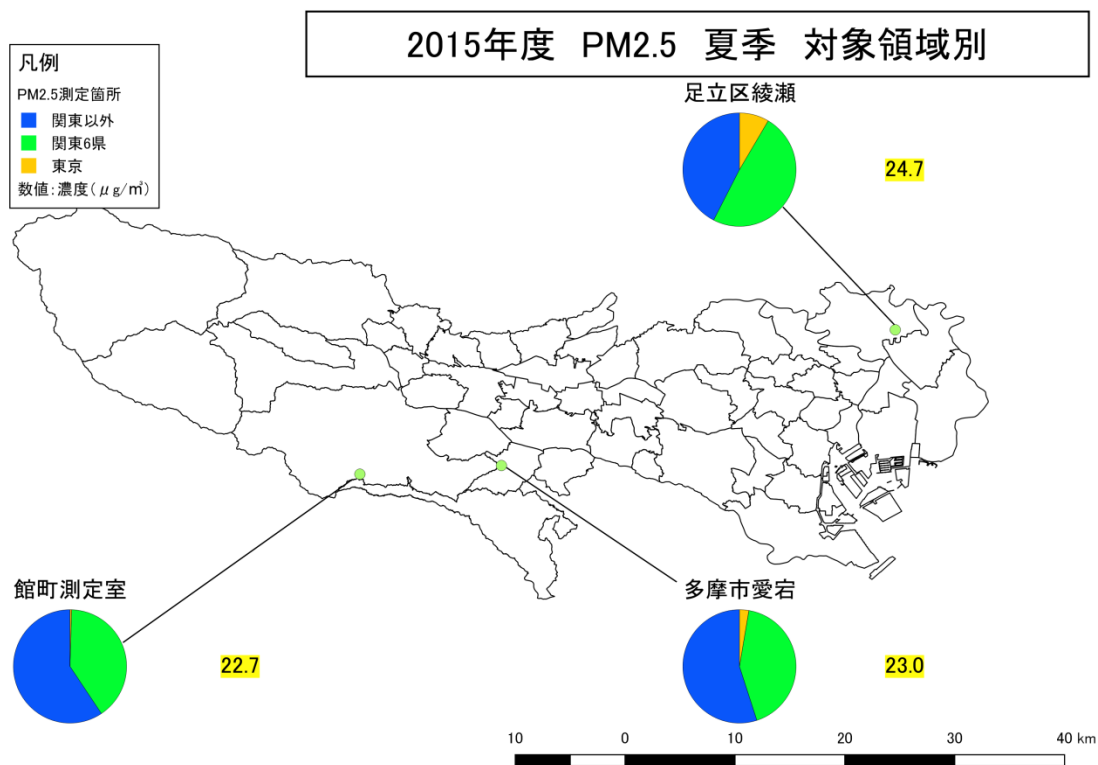 2015年度 PM2.5 夏季 対象領域別
凡例
PM2.5測定箇所
関東以外
関東6県
東京
数値:濃度(μg/㎥)
足立区綾瀬
24.7
館町測定室
22.7
多摩市愛宕
23.0
10 0 10 20 30 40 km